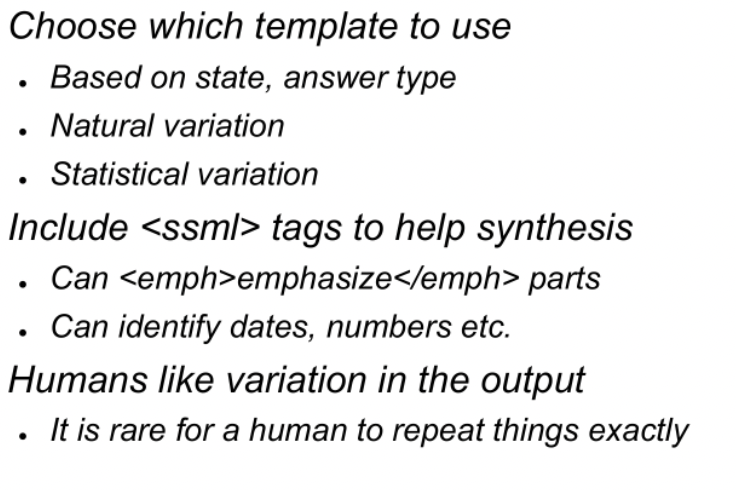 Choose which template to use
• Based on state, answer type
• Natural variation
• Statistical variation
Include <ssml> tags to help synthesis
• Can <emph>emphasize</emph> parts
• Can identify dates, numbers etc.
Humans like variation in the output
• It is rare for a human to repeat things exactly